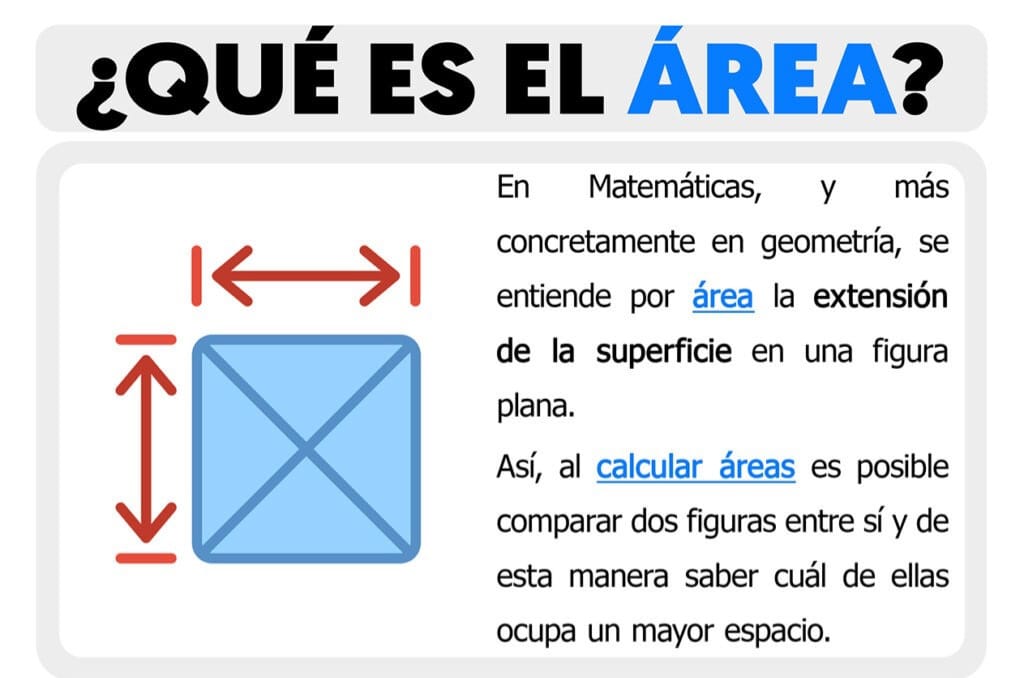 ¿QUÉ ES EL ÁREA?
En Matemáticas, y más
concretamente en geometría, se
entiende por área la extensión
de la superficie en una figura
plana.
Así, al calcular áreas es posible
comparar dos figuras entre sí y de
esta manera saber cuál de ellas
ocupa un mayor espacio.